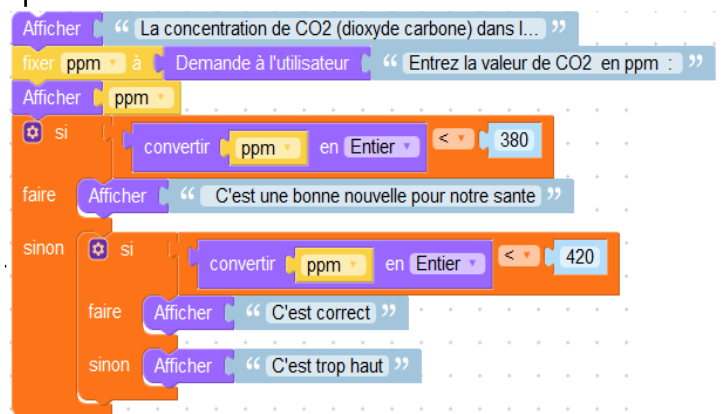 Afficher “ La concentration de CO2 (dioxyde carbone) dans l... ”
fixer ppm à Demande à l'utilisateur “ Entrez la valeur de CO2 en ppm : ”
Afficher ppm
si convertir ppm en Entier < 380
faire Afficher “ C'est une bonne nouvelle pour notre sante ”
sinon si convertir ppm en Entier < 420
faire Afficher “ C'est correct ”
sinon Afficher “ C'est trop haut ”